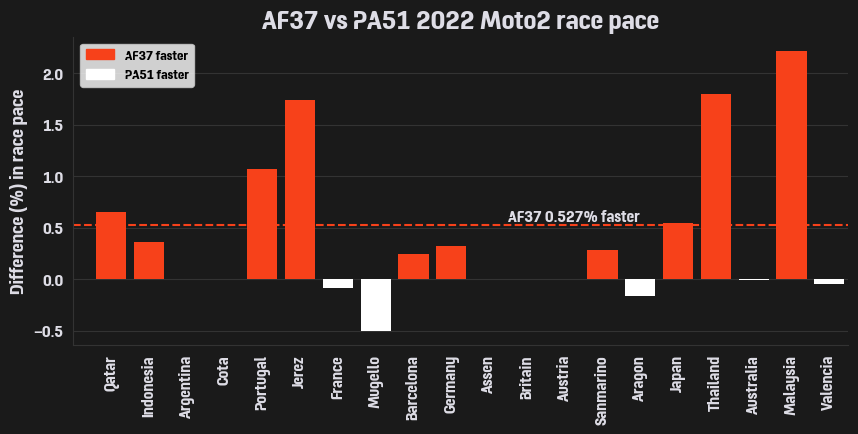 AF37 vs PA51 2022 Moto2 race pace
AF37 faster
PA51 faster
Difference (%) in race pace
2.0
1.5
1.0
0.5
0.0
−0.5
AF37 0.527% faster
Qatar
Indonesia
Argentina
Cota
Portugal
Jerez
France
Mugello
Barcelona
Germany
Assen
Britain
Austria
Sanmarino
Aragon
Japan
Thailand
Australia
Malaysia
Valencia